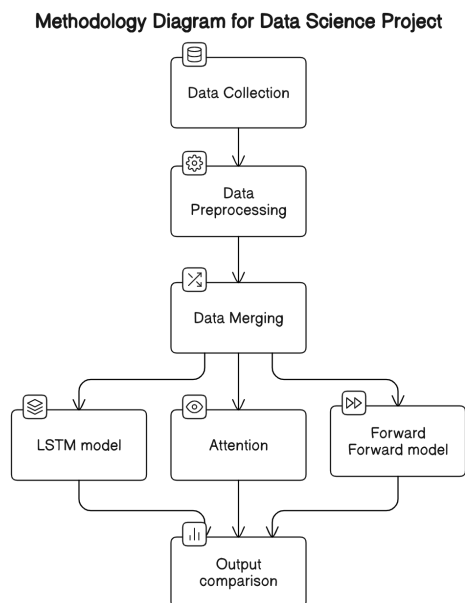 Methodology Diagram for Data Science Project
Data Collection
Data
Preprocessing
Data Merging
LSTM model
Attention
Forward
Forward model
Output
comparison